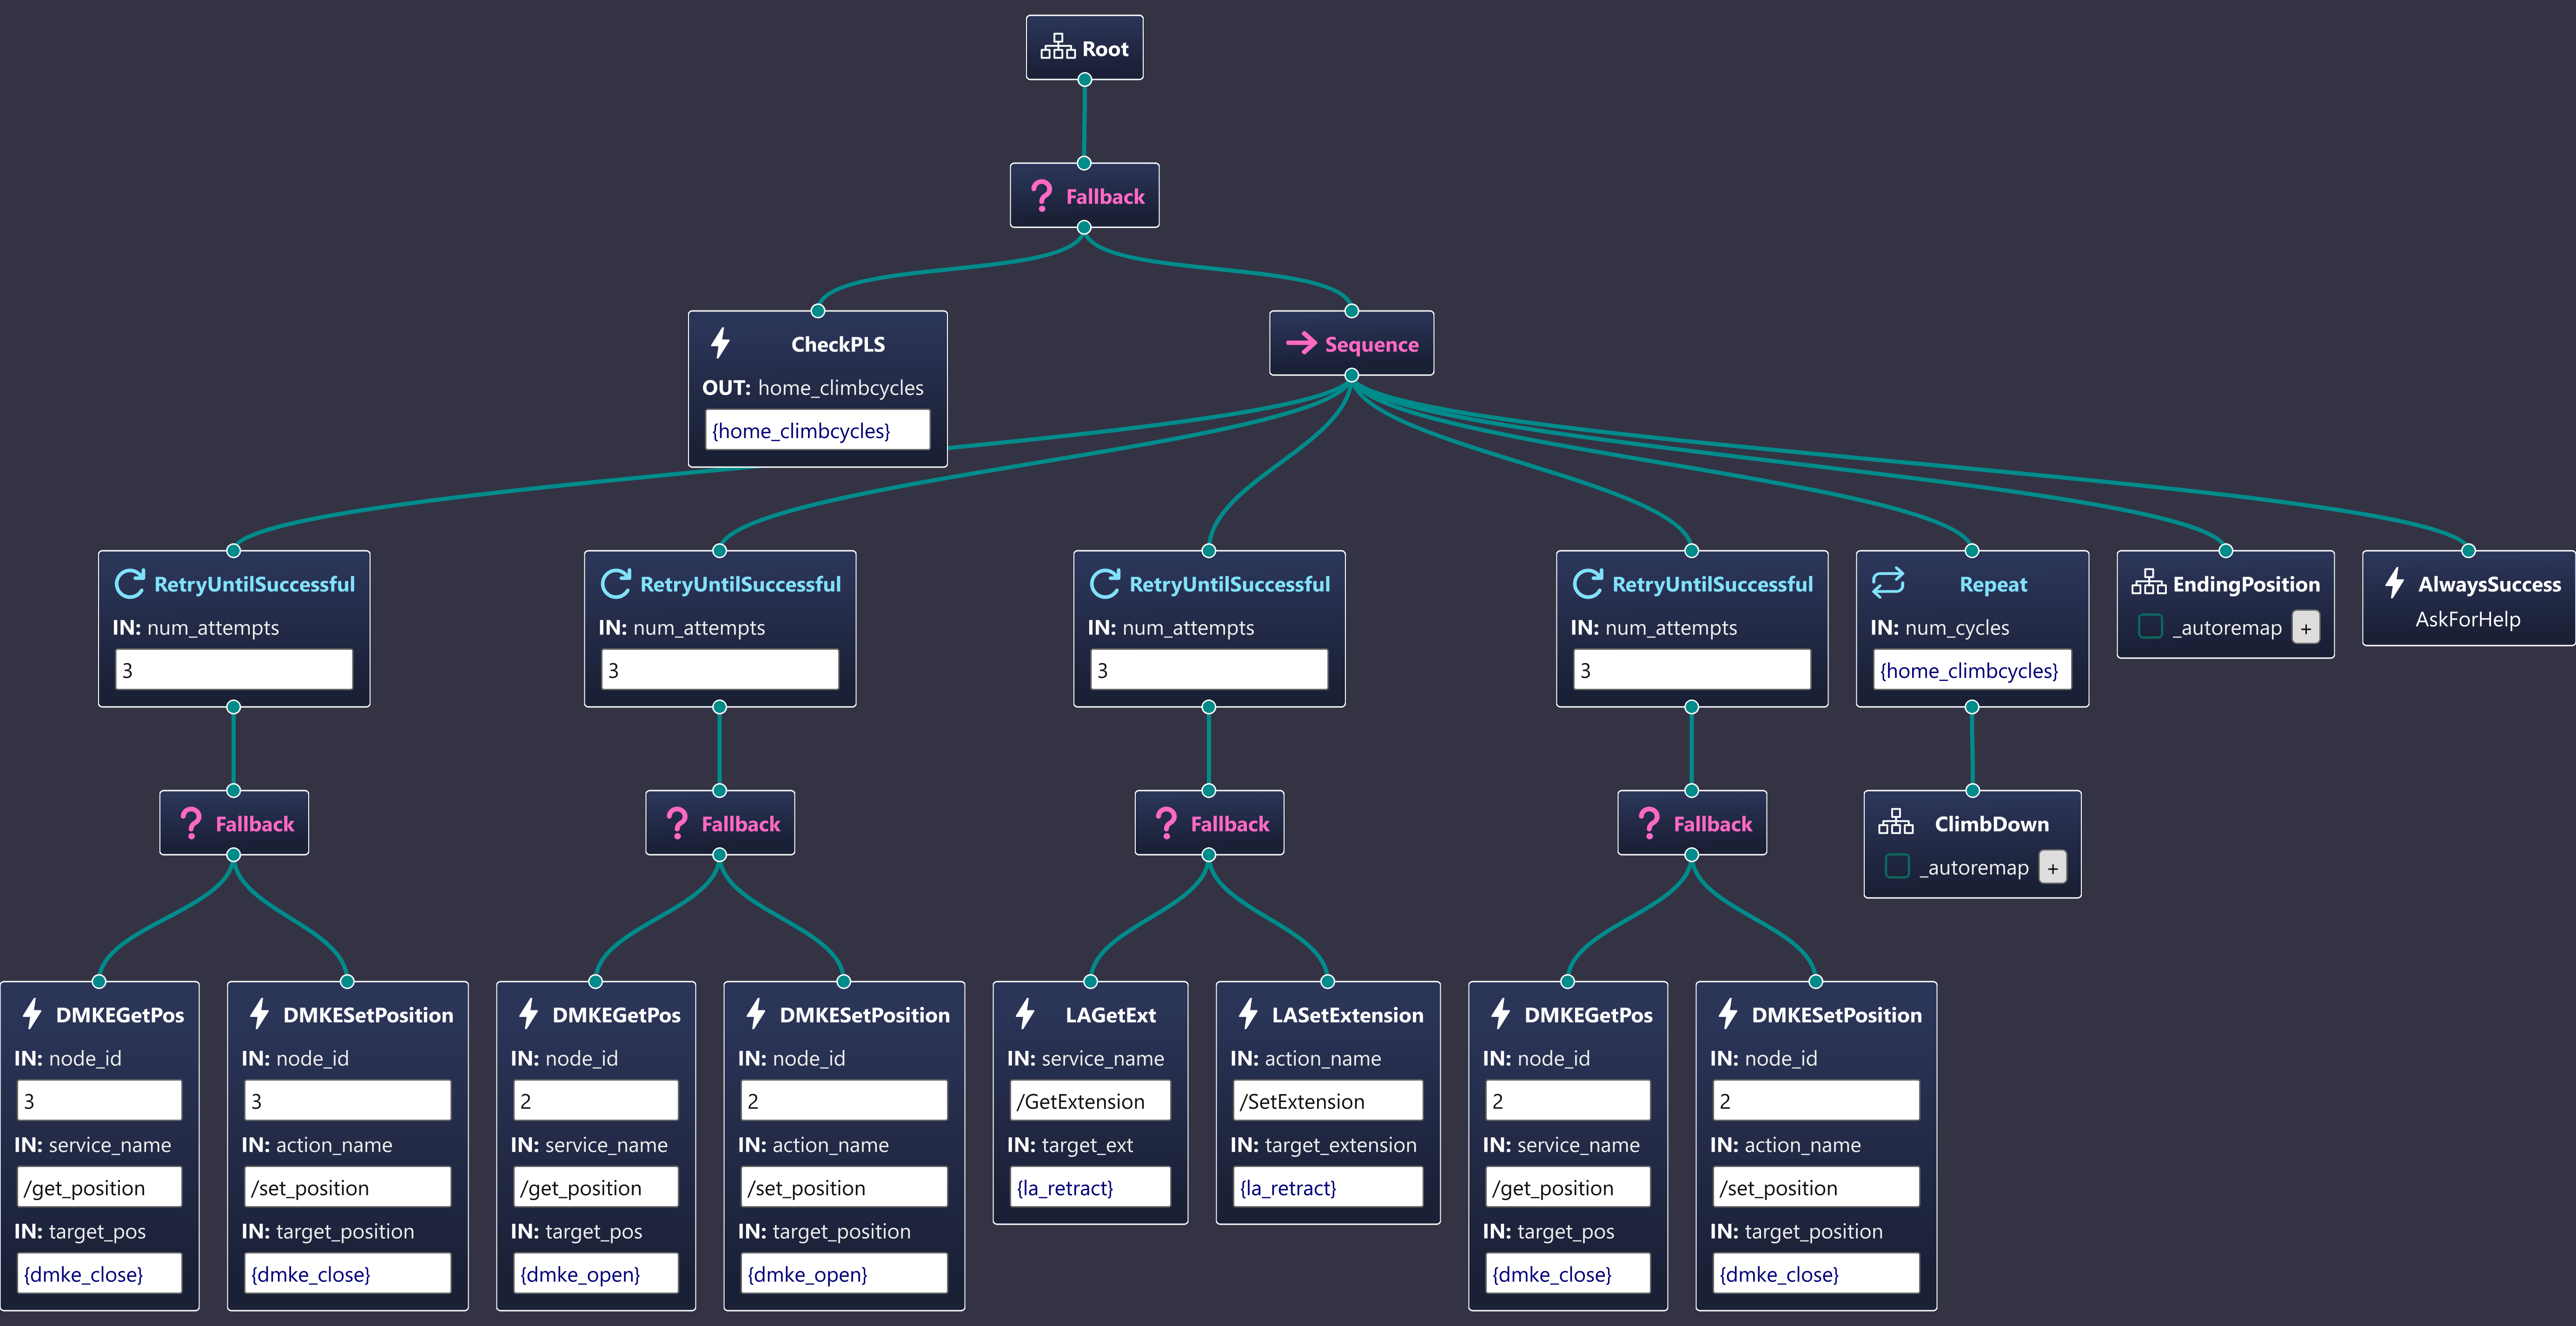 Root
? Fallback
CheckPLS
OUT: home_climbcycles
{home_climbcycles}
Sequence
RetryUntilSuccessful
IN: num_attempts
3
RetryUntilSuccessful
IN: num_attempts
3
RetryUntilSuccessful
IN: num_attempts
3
RetryUntilSuccessful
IN: num_attempts
3
Repeat
IN: num_cycles
{home_climbcycles}
EndingPosition
_autoremap +
AlwaysSuccess
AskForHelp
? Fallback
? Fallback
? Fallback
? Fallback
ClimbDown
_autoremap +
DMKEGetPos
IN: node_id
3
IN: service_name
/get_position
IN: target_pos
{dmke_close}
DMKESetPosition
IN: node_id
3
IN: action_name
/set_position
IN: target_position
{dmke_close}
DMKEGetPos
IN: node_id
2
IN: service_name
/get_position
IN: target_pos
{dmke_open}
DMKESetPosition
IN: node_id
2
IN: action_name
/set_position
IN: target_position
{dmke_open}
LAGetExt
IN: service_name
/GetExtension
IN: target_ext
{la_retract}
LASetExtension
IN: action_name
/SetExtension
IN: target_extension
{la_retract}
DMKEGetPos
IN: node_id
2
IN: service_name
/get_position
IN: target_pos
{dmke_close}
DMKESetPosition
IN: node_id
2
IN: action_name
/set_position
IN: target_position
{dmke_close}